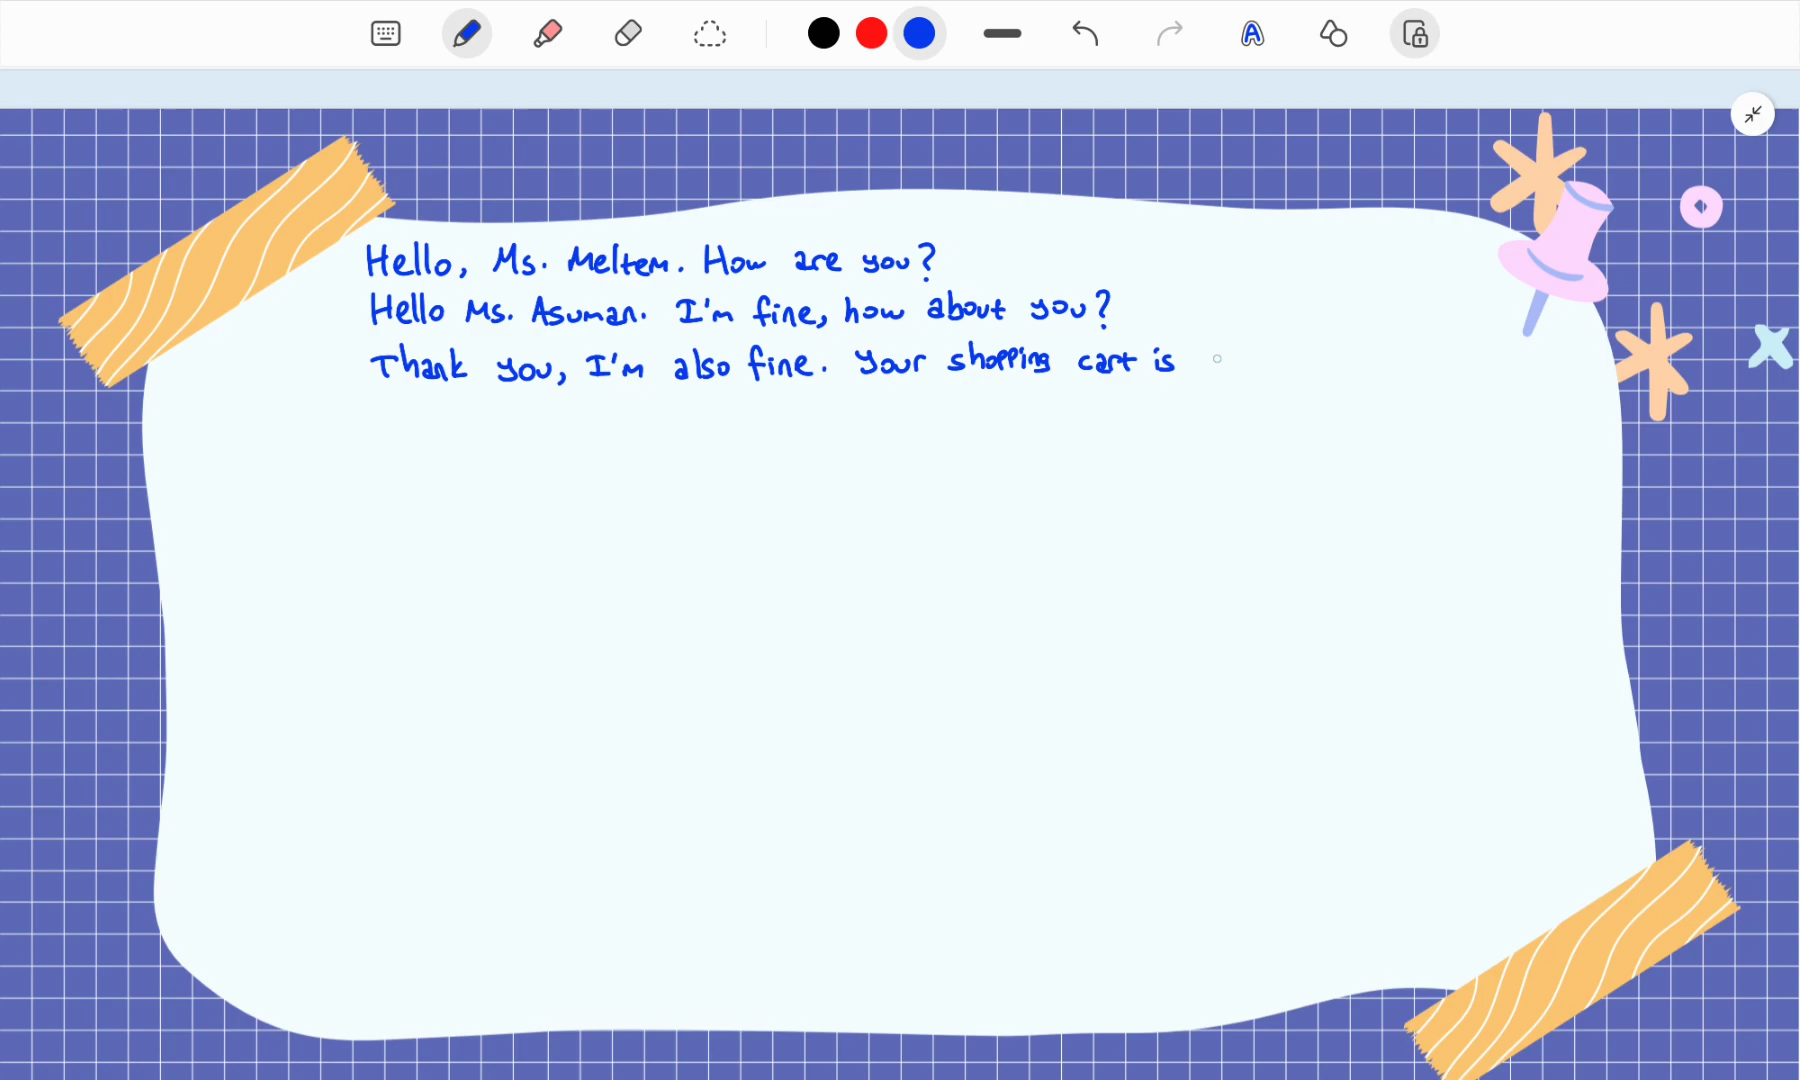 Hello, Ms. Meltem. How are you?
Hello Ms. Asuman. I'm fine, how about you?
Thank you, I'm also fine. Your shopping cart is